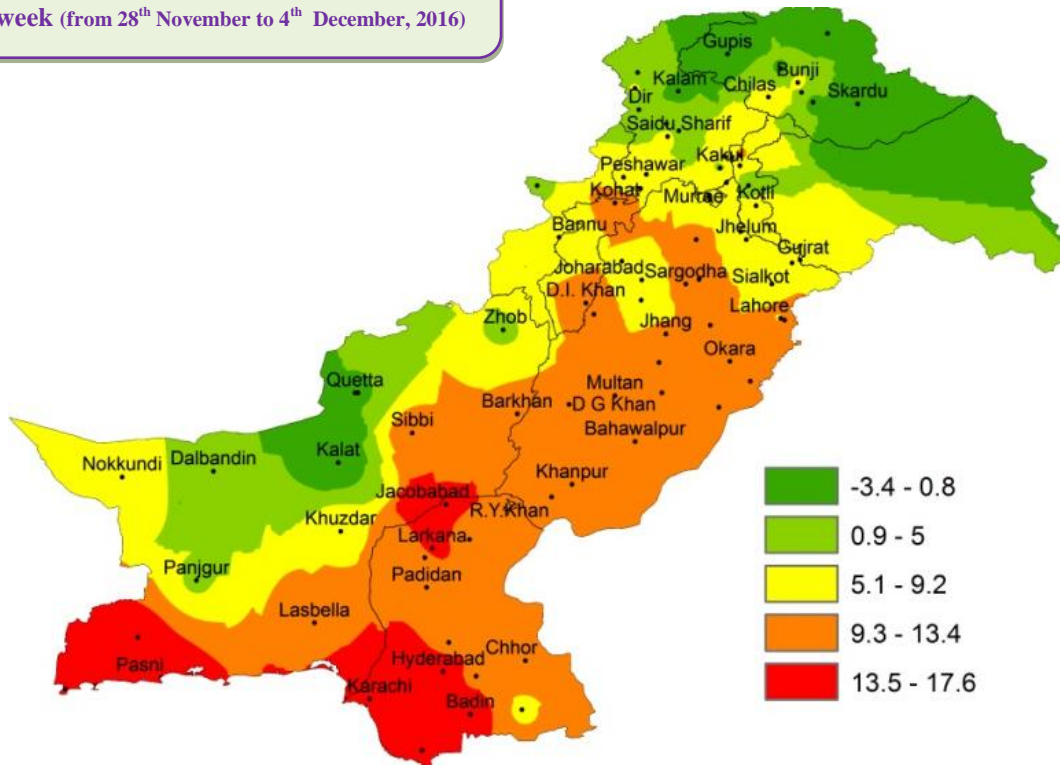 week (from 28th November to 4th December, 2016)
Gupis
Kalam
Bunji
Chilas
Skardu
Dir
Saidu Sharif
Kakul
Peshawar
Kohat
Kotli
Bannu
Jhelum
Gujrat
Joharabad
Sargodha
Sialkot
D.I. Khan
Lahore
Zhob
Jhang
Okara
Quetta
Multan
Barkhan
D G Khan
Sibbi
Bahawalpur
Kalat
Dalbandin
Nokkundi
Khanpur
Jacobabad
R.Y.Khan
Khuzdar
Larkana
Panjgur
Padidan
Lasbella
Chhor
Hyderabad
Pasni
Karachi
Badin
-3.4 - 0.8
0.9 - 5
5.1 - 9.2
9.3 - 13.4
13.5 - 17.6